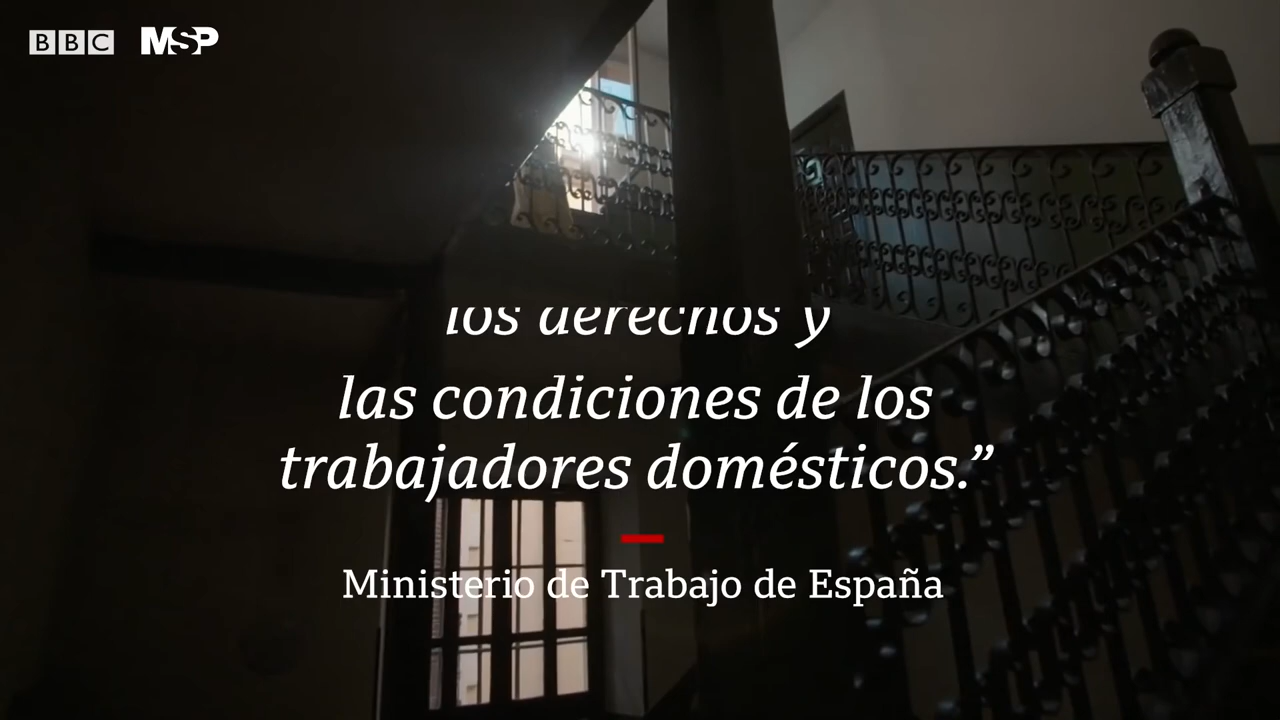 BBC MSP
los derechos y
las condiciones de los
trabajadores domésticos.”
Ministerio de Trabajo de España